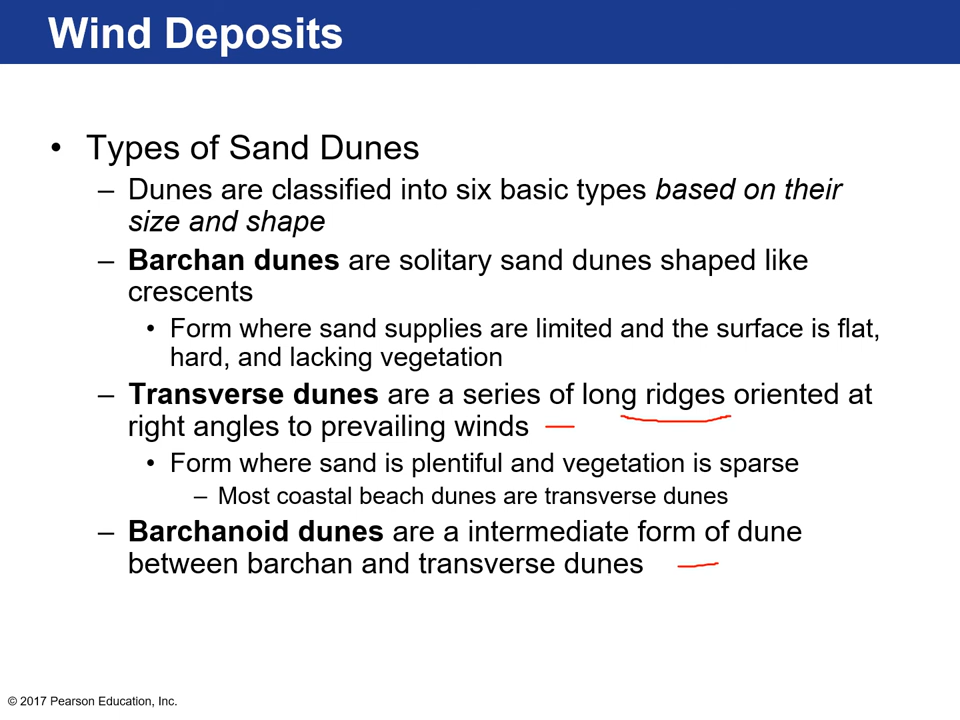 Wind Deposits
• Types of Sand Dunes
– Dunes are classified into six basic types based on their
size and shape
– Barchan dunes are solitary sand dunes shaped like
crescents
• Form where sand supplies are limited and the surface is flat,
hard, and lacking vegetation
– Transverse dunes are a series of long ridges oriented at
right angles to prevailing winds
• Form where sand is plentiful and vegetation is sparse
– Most coastal beach dunes are transverse dunes
– Barchanoid dunes are a intermediate form of dune
between barchan and transverse dunes
© 2017 Pearson Education, Inc.